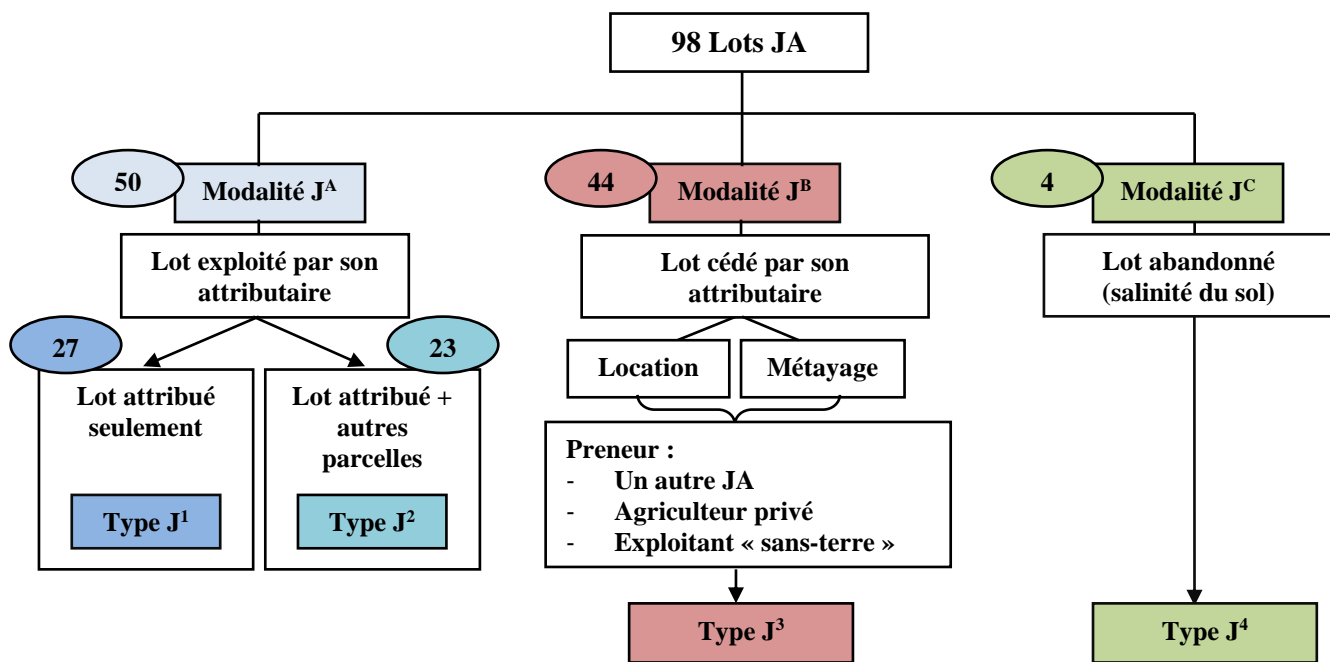 98 Lots JA
50
Modalité Jᴬ
44
Modalité Jᴮ
4
Modalité Jᶜ
Lot exploité par son
attributaire
Lot cédé par son
attributaire
Lot abandonné
(salinité du sol)
27
23
Lot attribué
seulement
Type J¹
Lot attribué +
autres
parcelles
Type J²
Location
Métayage
Preneur :
- Un autre JA
- Agriculteur privé
- Exploitant « sans-terre »
Type J³
Type J⁴